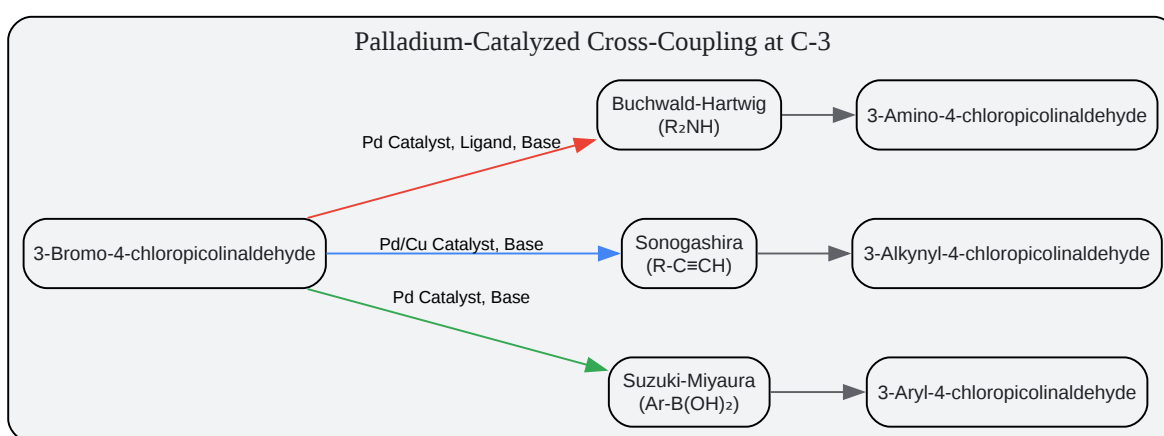 Palladium-Catalyzed Cross-Coupling at C-3
Buchwald-Hartwig
(R₂NH)
3-Amino-4-chloropicolinaldehyde
Pd Catalyst, Ligand, Base
3-Bromo-4-chloropicolinaldehyde
Pd/Cu Catalyst, Base
Sonogashira
(R-C≡CH)
3-Alkynyl-4-chloropicolinaldehyde
Pd Catalyst, Base
Suzuki-Miyaura
(Ar-B(OH)₂)
3-Aryl-4-chloropicolinaldehyde